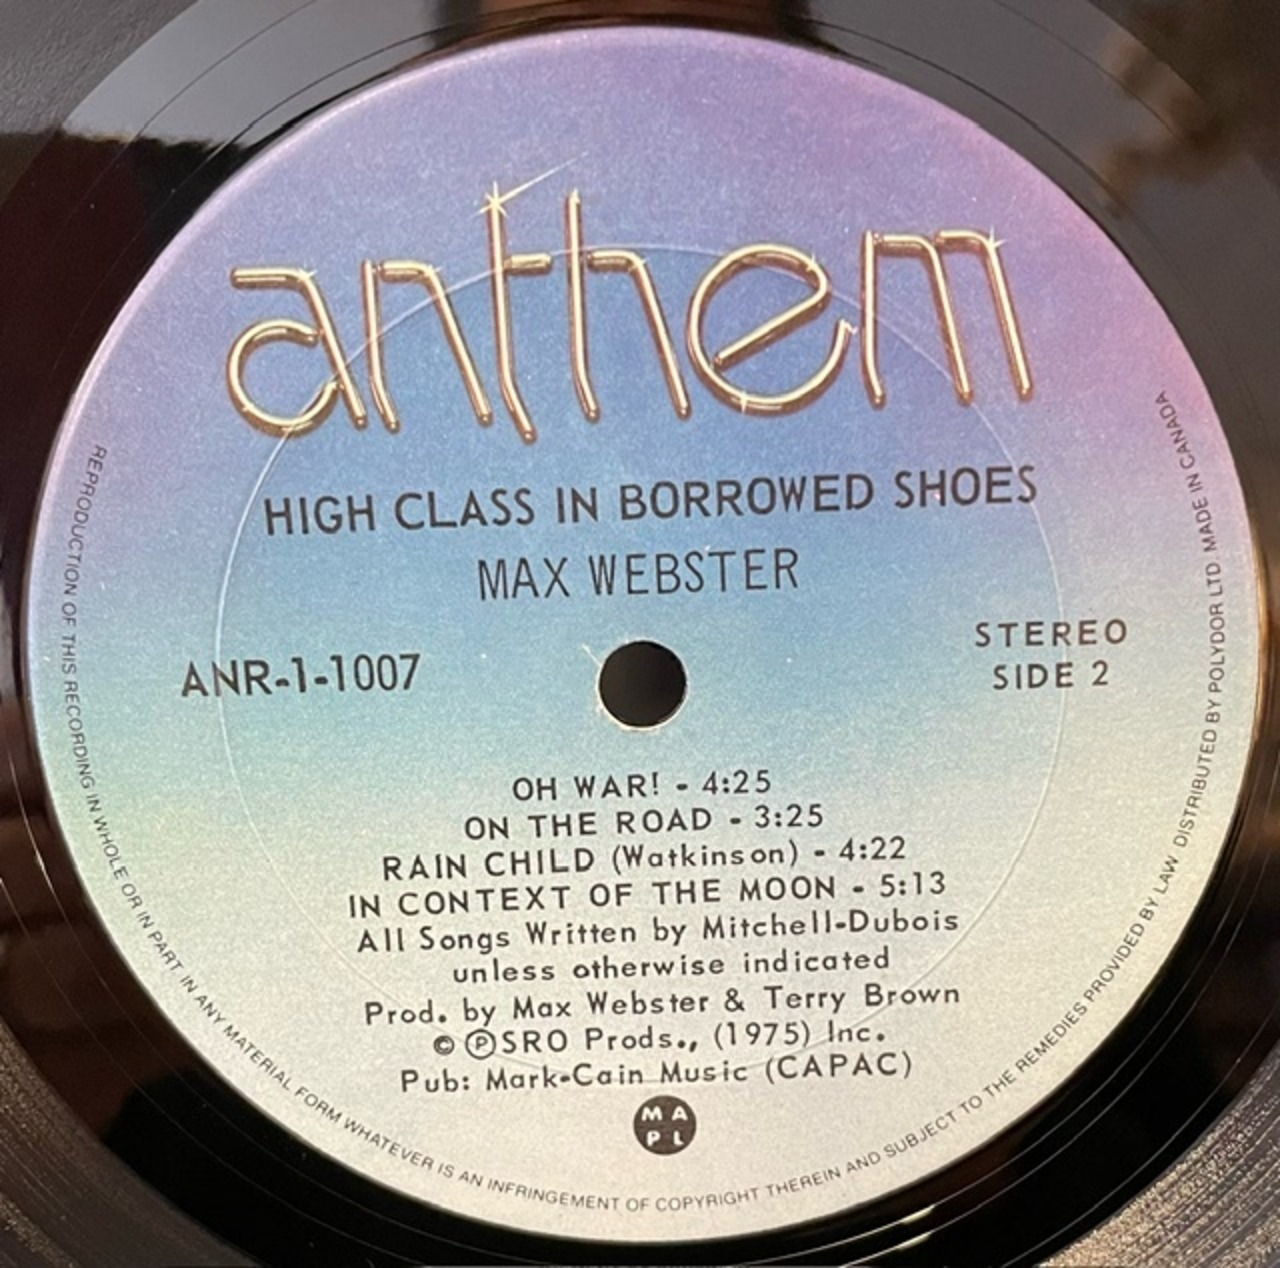 anthem
HIGH CLASS IN BORROWED SHOES
MAX WEBSTER
ANR-1-1007
STEREO
SIDE 2
OH WAR! - 4:25
ON THE ROAD - 3:25
RAIN CHILD (Watkinson) - 4:22
IN CONTEXT OF THE MOON - 5:13
All Songs Written by Mitchell-Dubois
unless otherwise indicated
Prod. by Max Webster & Terry Brown
© ℗SRO Prods., (1975) Inc.
Pub: Mark-Cain Music (CAPAC)
M A
P L
REPRODUCTION OF THIS RECORDING IN WHOLE OR IN PART IN ANY MATERIAL FORM WHATEVER IS AN INFRINGEMENT OF COPYRIGHT THEREIN AND SUBJECT TO THE REMEDIES PROVIDED BY LAW. DISTRIBUTED BY POLYDOR LTD. MADE IN CANADA